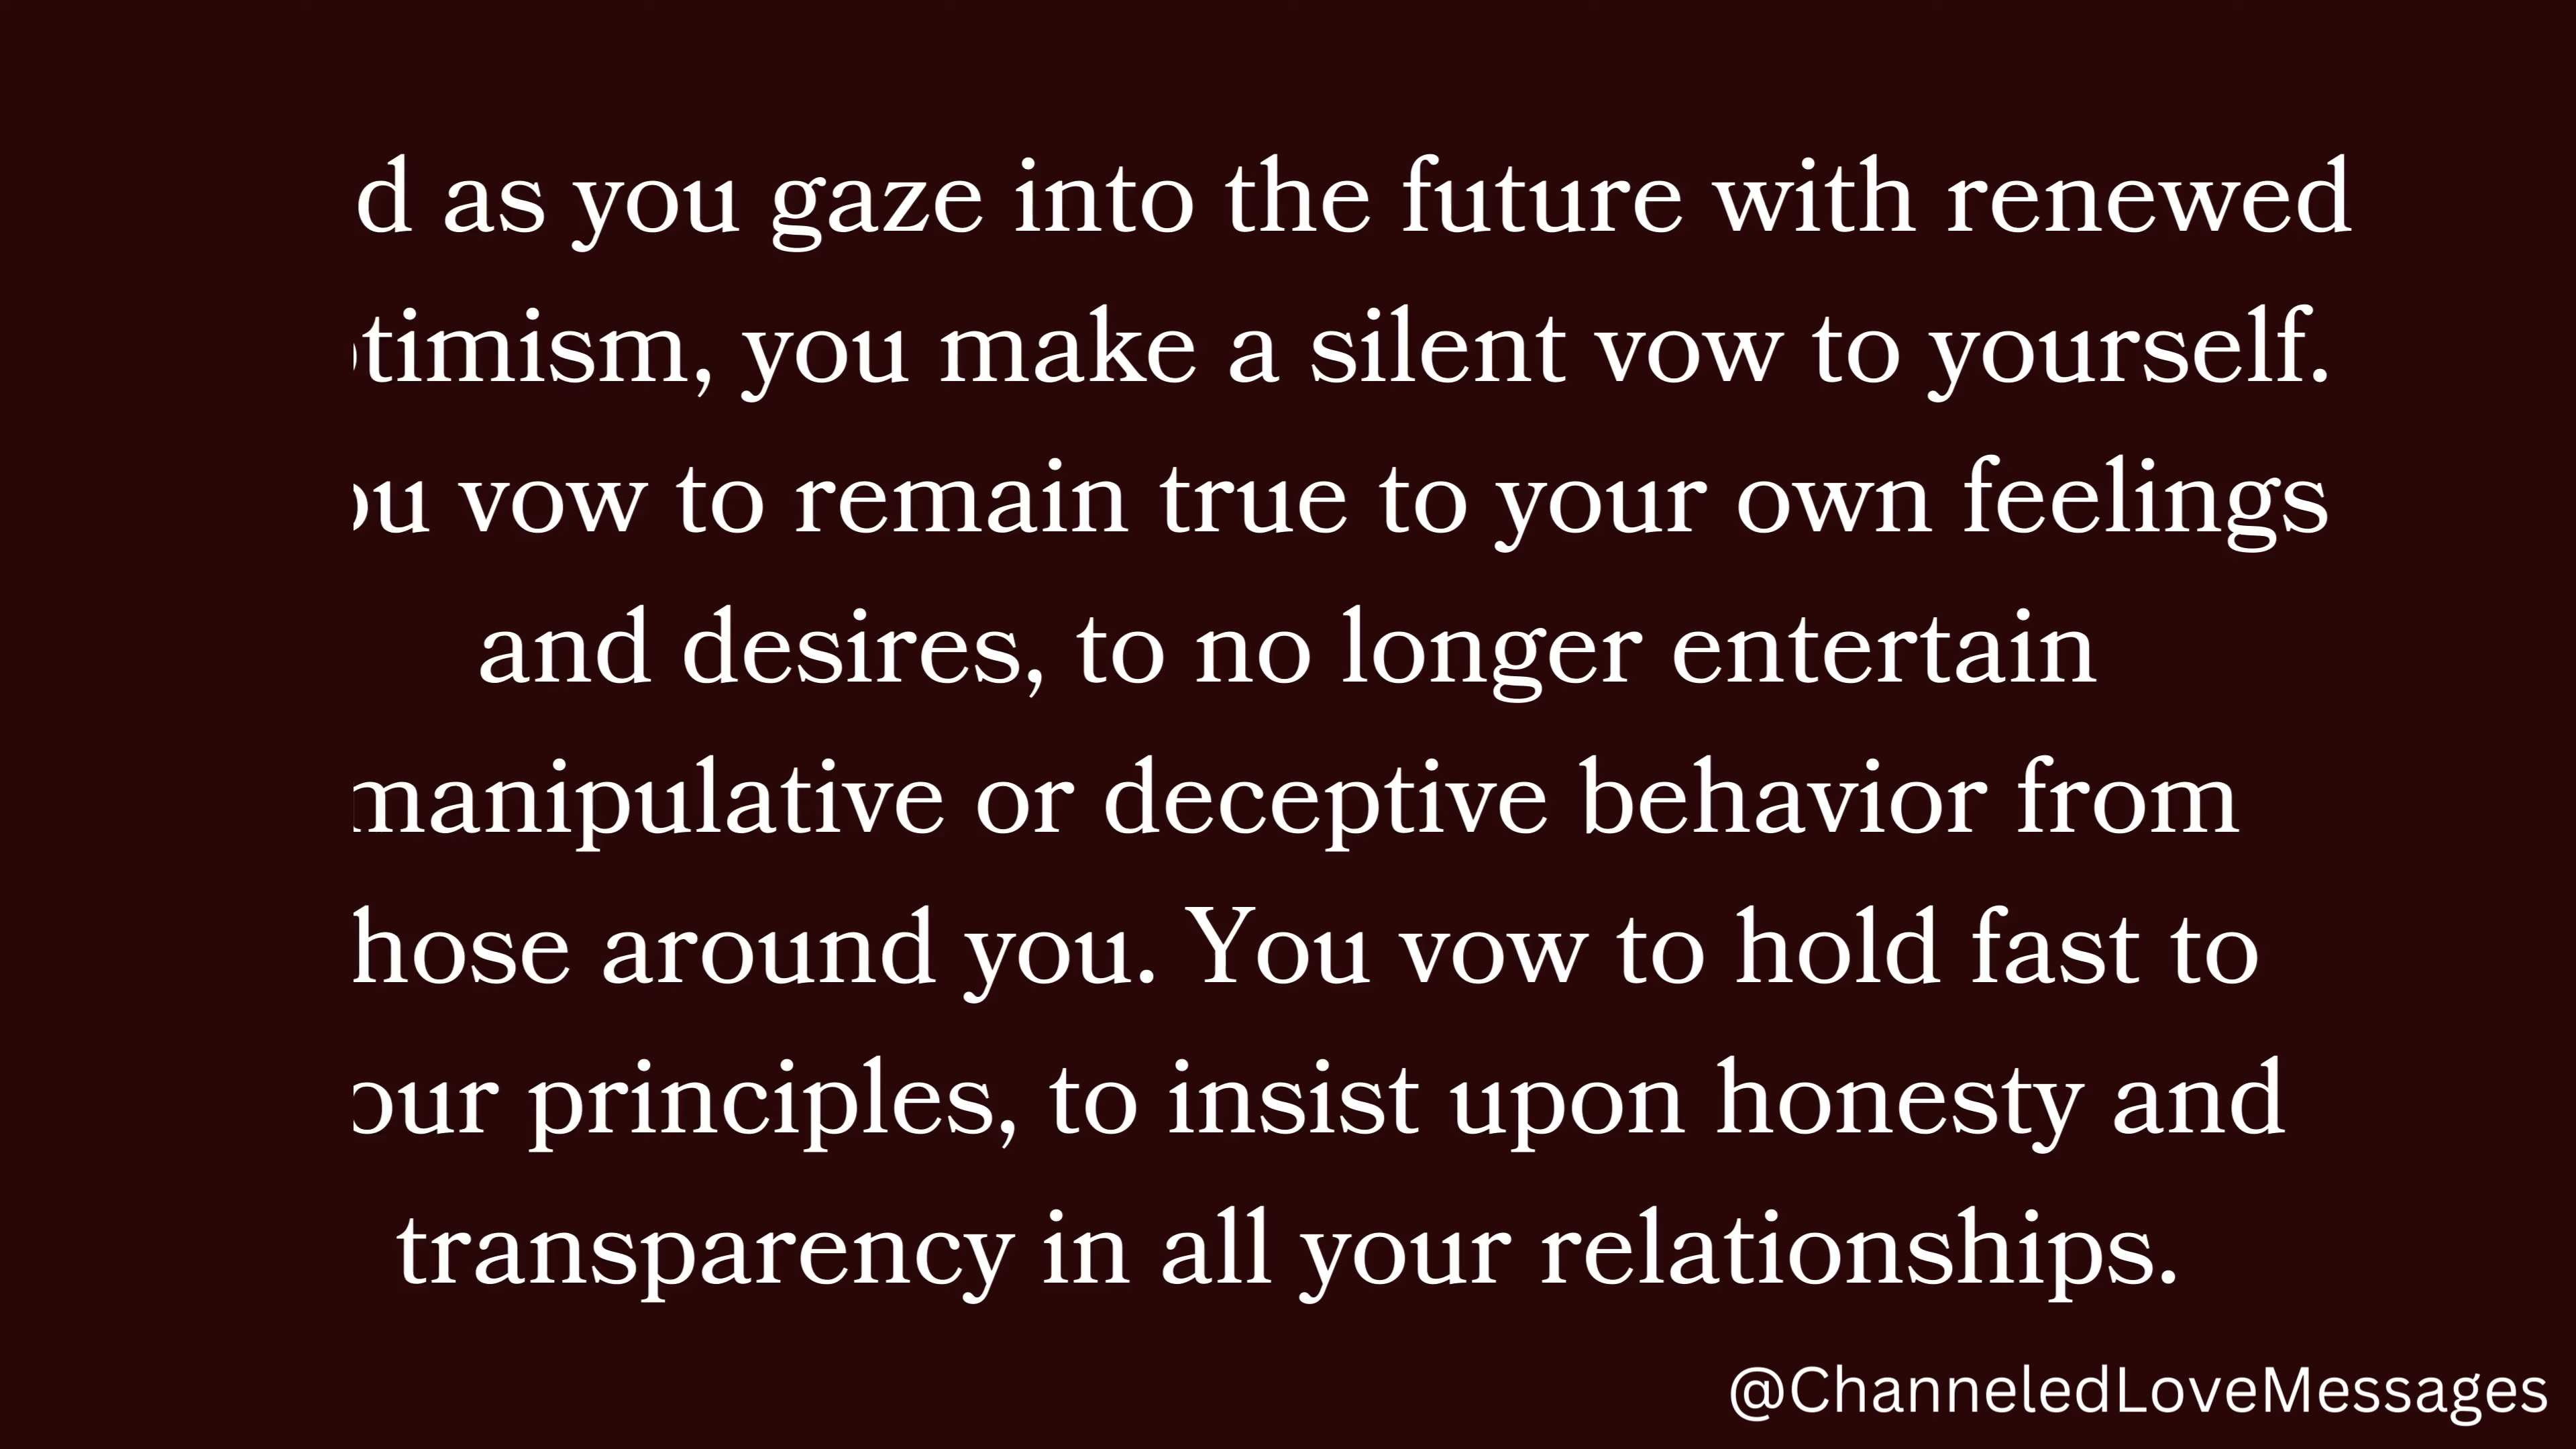 d as you gaze into the future with renewed
timism, you make a silent vow to yourself.
ou vow to remain true to your own feelings
and desires, to no longer entertain
manipulative or deceptive behavior from
hose around you. You vow to hold fast to
our principles, to insist upon honesty and
transparency in all your relationships.
@ChanneledLoveMessages